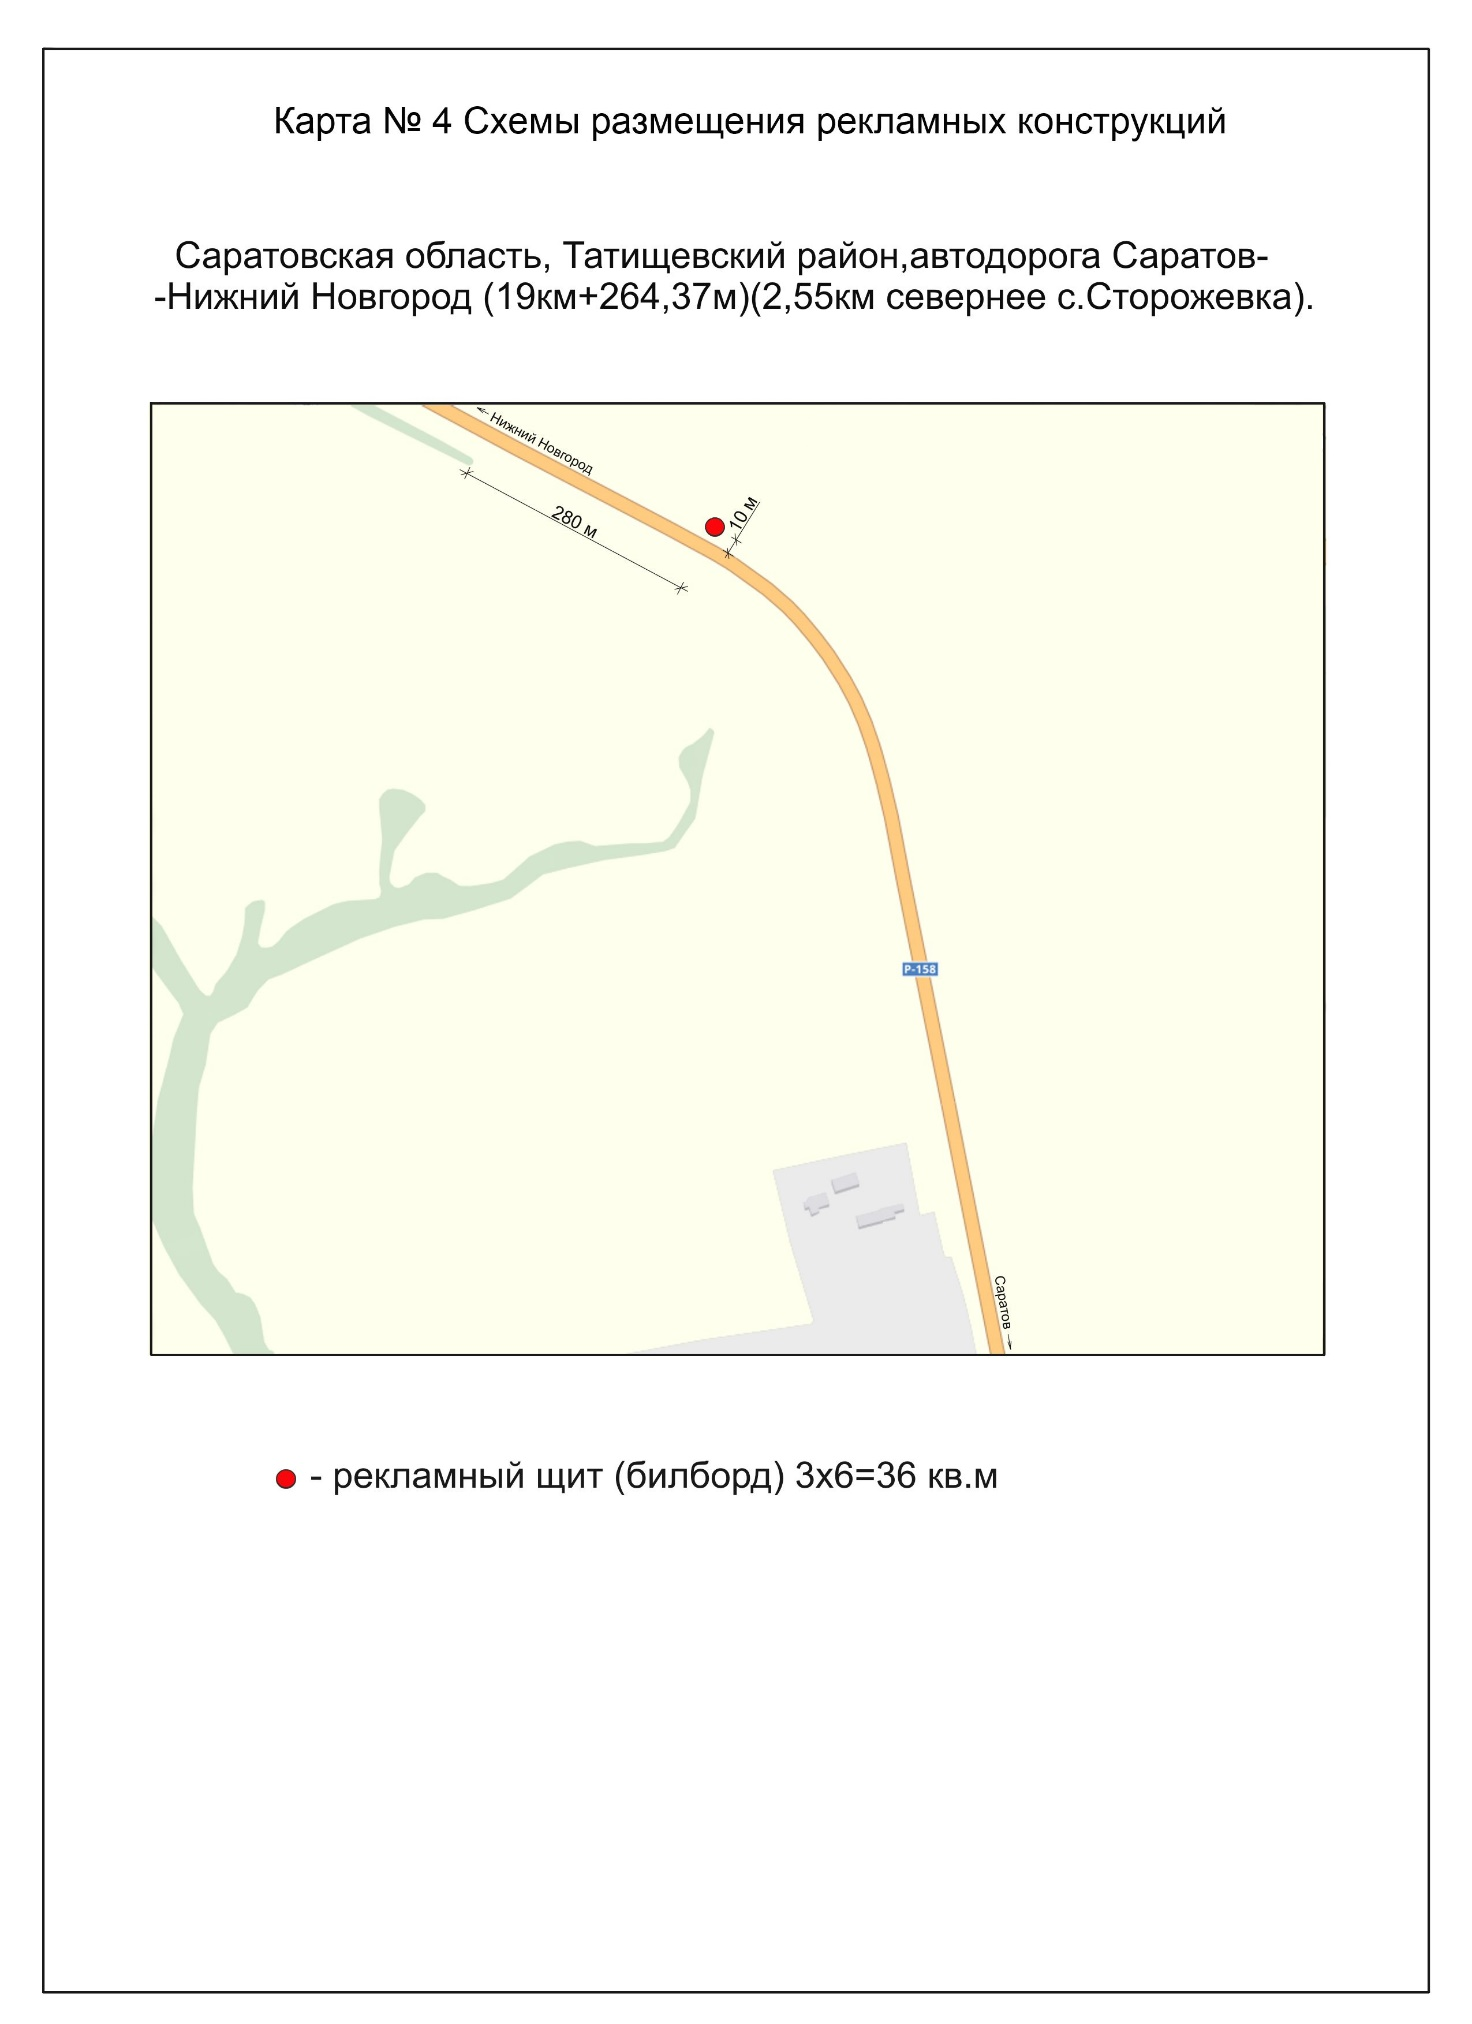 Карта № 4 Схемы размещения рекламных конструкций
Саратовская область, Татищевский район,автодорога Саратов-
-Нижний Новгород (19км+264,37м)(2,55км севернее с.Сторожевка).
Нижний Новгород
10 м
280 м
Р-158
Саратов
- рекламный щит (билборд) 3х6=36 кв.м